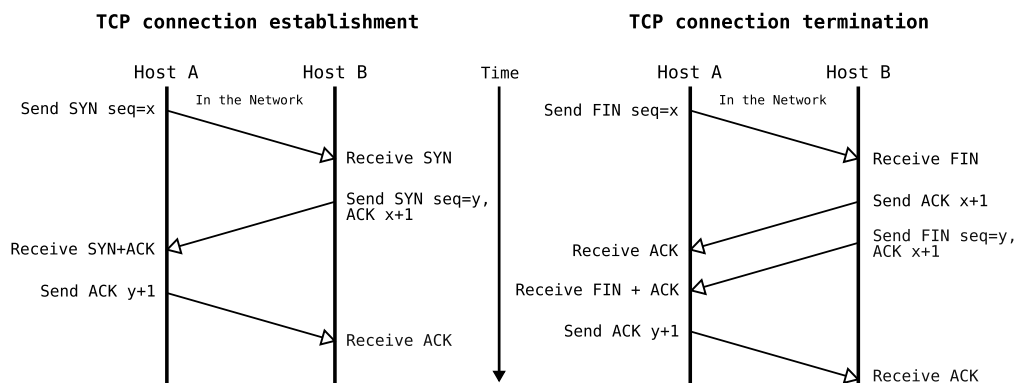 TCP connection establishment
Host A
Host B
In the Network
Send SYN seq=x
Receive SYN
Send SYN seq=y,
ACK x+1
Receive SYN+ACK
Send ACK y+1
Receive ACK
Time
TCP connection termination
Host A
Host B
In the Network
Send FIN seq=x
Receive FIN
Send ACK x+1
Send FIN seq=y,
ACK x+1
Receive ACK
Receive FIN + ACK
Send ACK y+1
Receive ACK